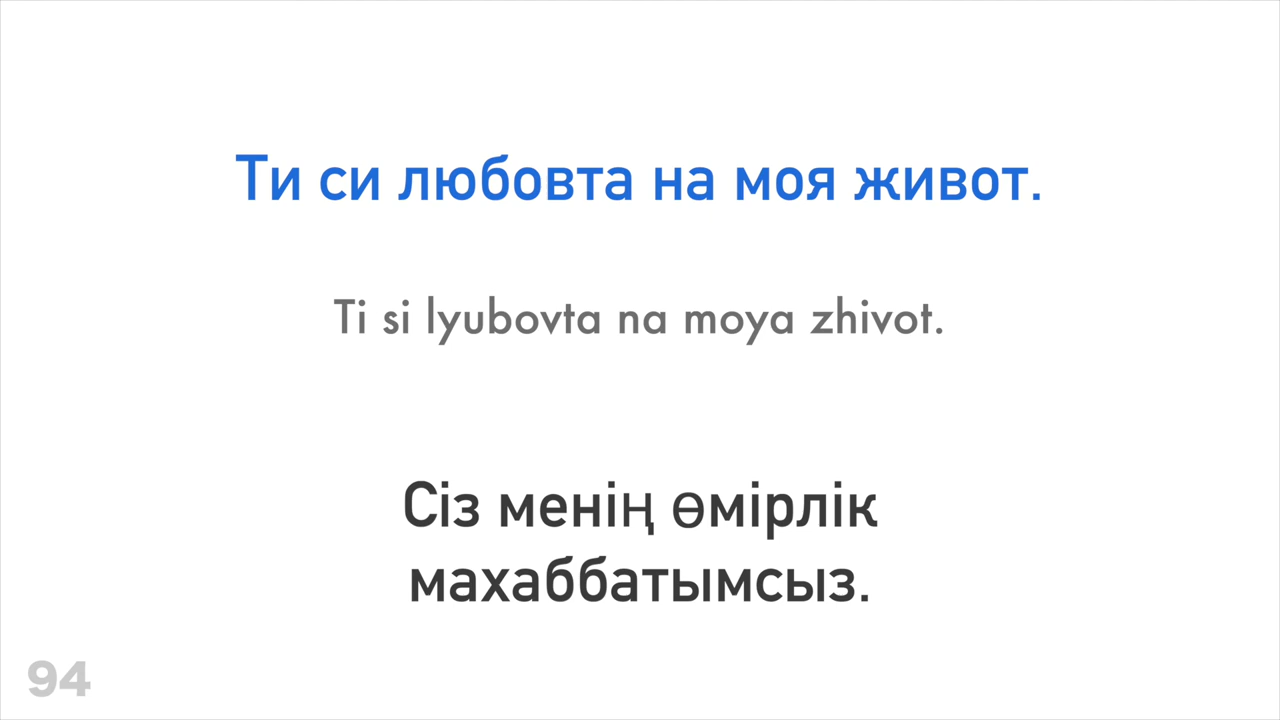 Ти си любовта на моя живот.
Ti si lyubovta na moya zhivot.
Сіз менің өмірлік
махаббатымсыз.
94